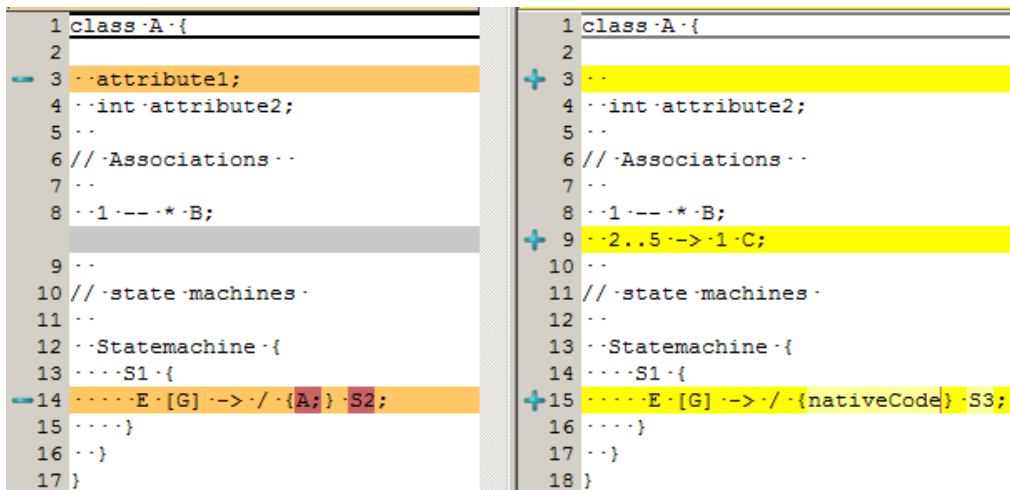 1 class·A·{
2
3 ··attribute1;
4 ··int·attribute2;
5 ··
6 //·Associations··
7 ··
8 ··1·--·*·B;
9 ··
10 //·state·machines·
11 ··
12 ··Statemachine·{
13 ····S1·{
14 ·····E·[G]·->·/·{A;}·S2;
15 ····}
16 ··}
17 }
1 class·A·{
2
3 ··
4 ··int·attribute2;
5 ··
6 //·Associations··
7 ··
8 ··1·--·*·B;
9 ··2..5·->·1·C;
10 ··
11 //·state·machines·
12 ··
13 ··Statemachine·{
14 ····S1·{
15 ·····E·[G]·->·/·{nativeCode}·S3;
16 ····}
17 ··}
18 }